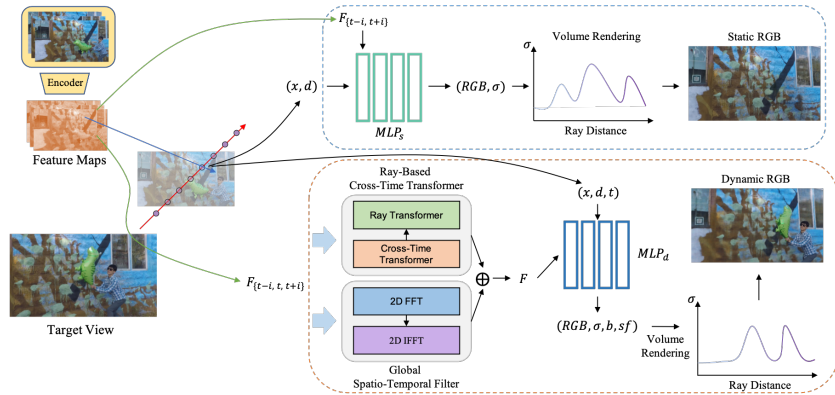 Encoder
Feature Maps
Target View
F{t−i, t+i}
(x, d)
MLPs
(RGB, σ)
σ
Volume Rendering
Ray Distance
Static RGB
Ray-Based
Cross-Time Transformer
Ray Transformer
Cross-Time
Transformer
F{t−i, t, t+i}
2D FFT
2D IFFT
Global
Spatio-Temporal Filter
⊕
F
(x, d, t)
MLPd
(RGB, σ, b, sf)
Volume
Rendering
Dynamic RGB
σ
Ray Distance